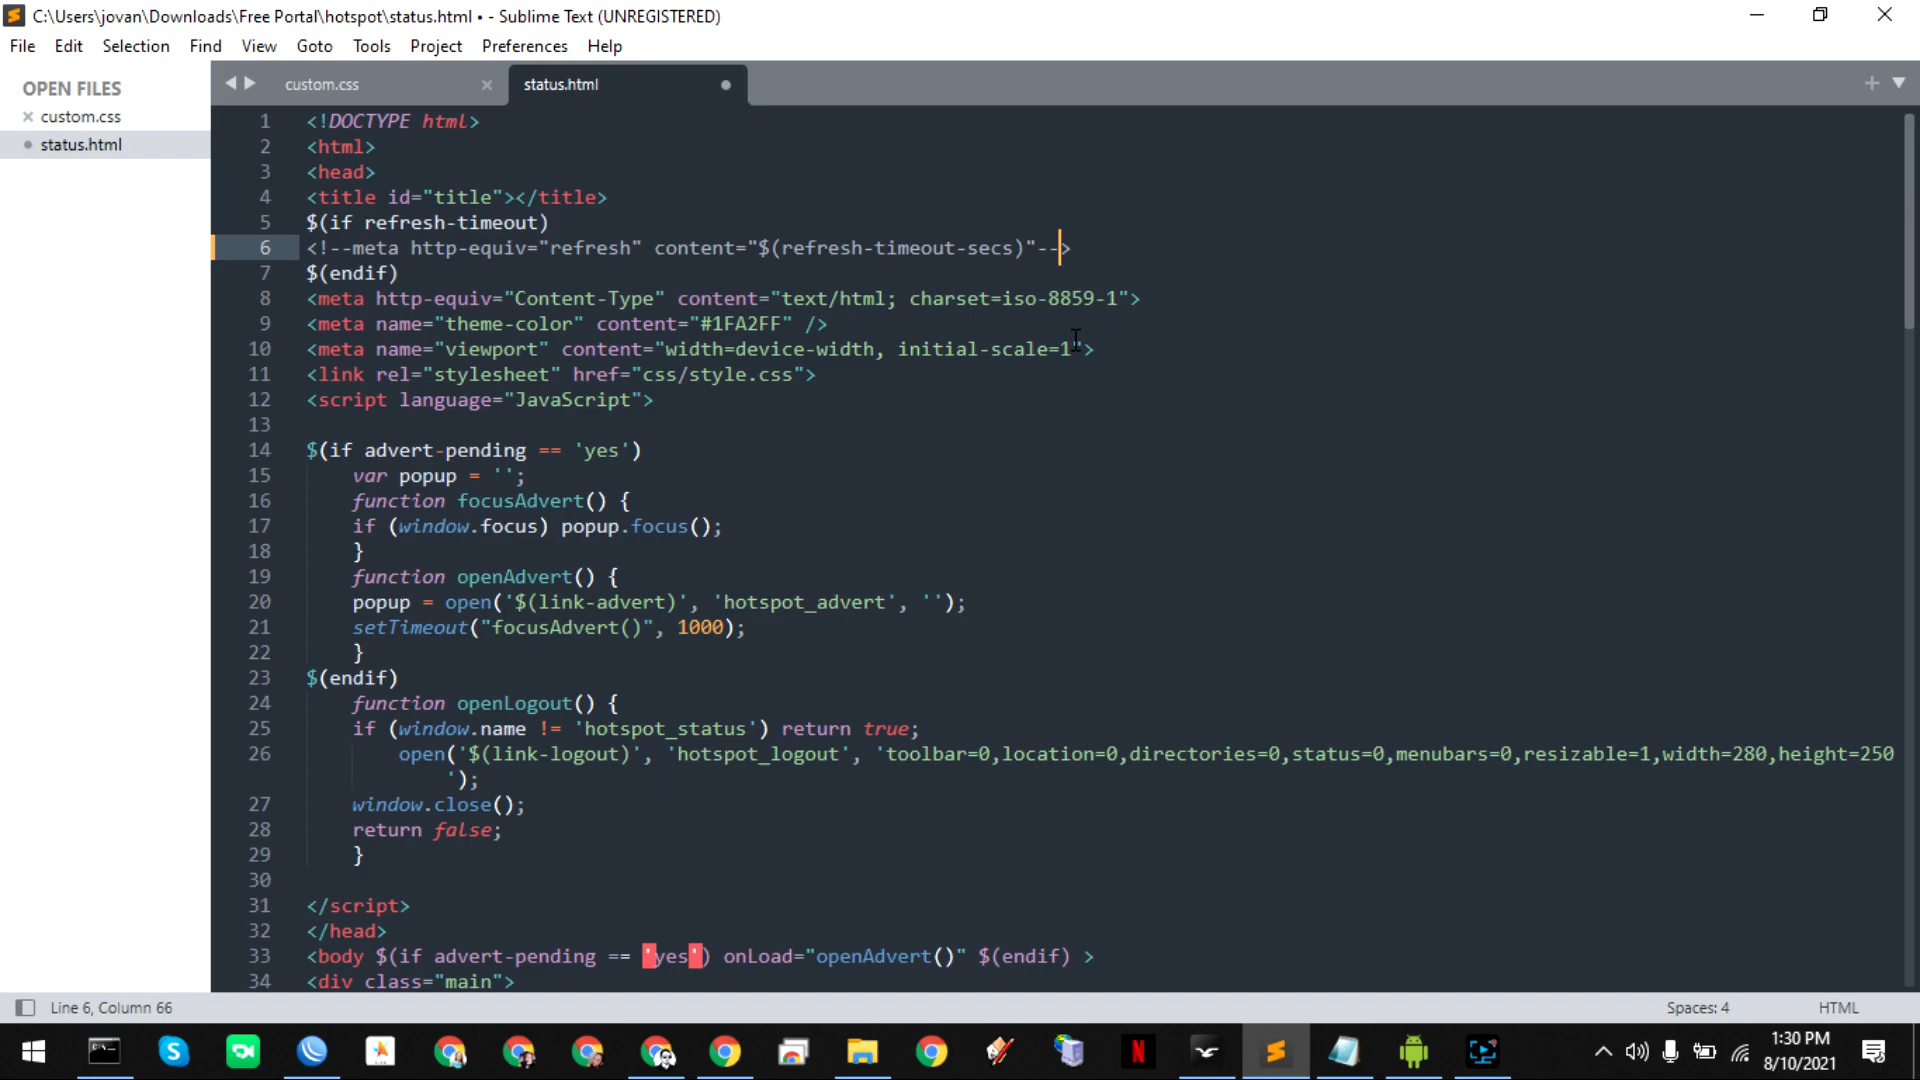 C:\Users\jovan\Downloads\Free Portal\hotspot\status.html • - Sublime Text (UNREGISTERED)
File Edit Selection Find View Goto Tools Project Preferences Help
OPEN FILES
custom.css
status.html
custom.css
status.html
1 <!DOCTYPE html>
2 <html>
3 <head>
4 <title id="title"></title>
5 $(if refresh-timeout)
6 <!--meta http-equiv="refresh" content="$(refresh-timeout-secs)"-->
7 $(endif)
8 <meta http-equiv="Content-Type" content="text/html; charset=iso-8859-1">
9 <meta name="theme-color" content="#1FA2FF" />
10 <meta name="viewport" content="width=device-width, initial-scale=1">
11 <link rel="stylesheet" href="css/style.css">
12 <script language="JavaScript">
13
14 $(if advert-pending == 'yes')
15 var popup = '';
16 function focusAdvert() {
17 if (window.focus) popup.focus();
18 }
19 function openAdvert() {
20 popup = open('$(link-advert)', 'hotspot_advert', '');
21 setTimeout("focusAdvert()", 1000);
22 }
23 $(endif)
24 function openLogout() {
25 if (window.name != 'hotspot_status') return true;
26 open('$(link-logout)', 'hotspot_logout', 'toolbar=0,location=0,directories=0,status=0,menubars=0,resizable=1,width=280,height=250
');
27 window.close();
28 return false;
29 }
30
31 </script>
32 </head>
33 <body $(if advert-pending == 'yes') onLoad="openAdvert()" $(endif) >
34 <div class="main">
Line 6, Column 66
Spaces: 4
HTML
1:30 PM
8/10/2021